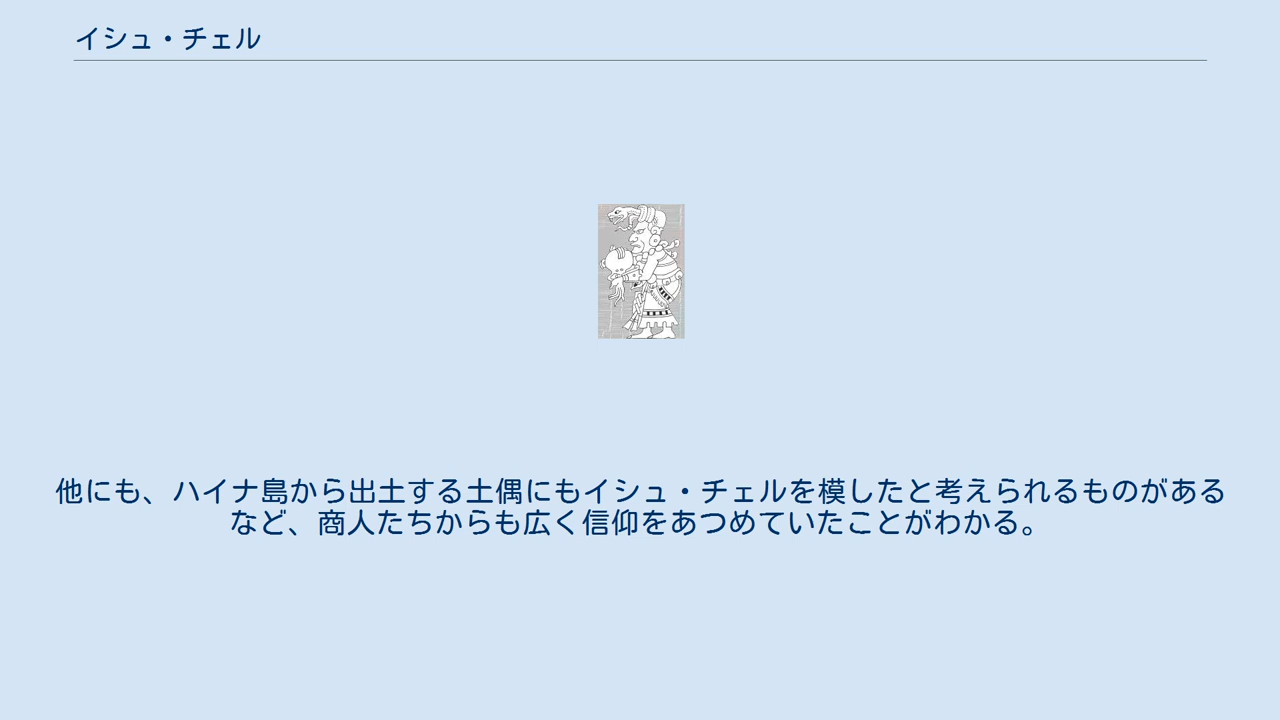 イシュ・チェル
他にも、ハイナ島から出土する土偶にもイシュ・チェルを模したと考えられるものがある
など、商人たちからも広く信仰をあつめていたことがわかる。